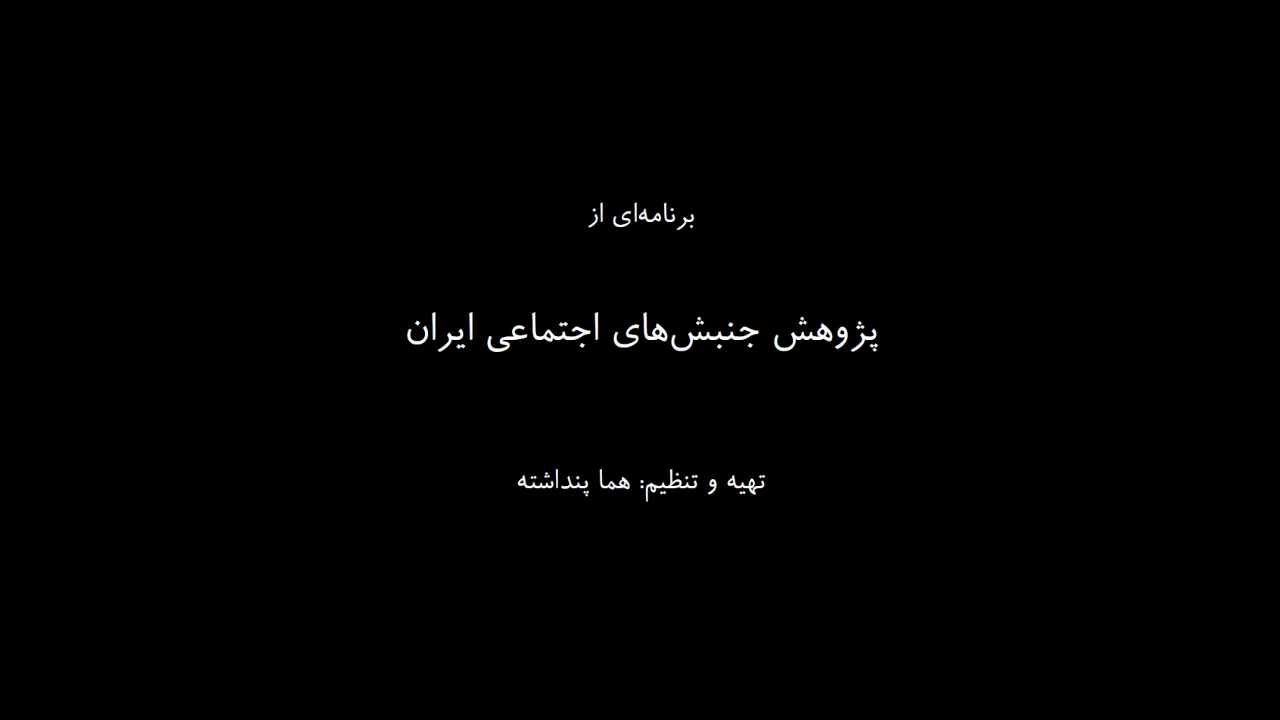 برنامه‌ای از
پژوهش جنبش‌های اجتماعی ایران
تهیه و تنظیم: هما پنداشته